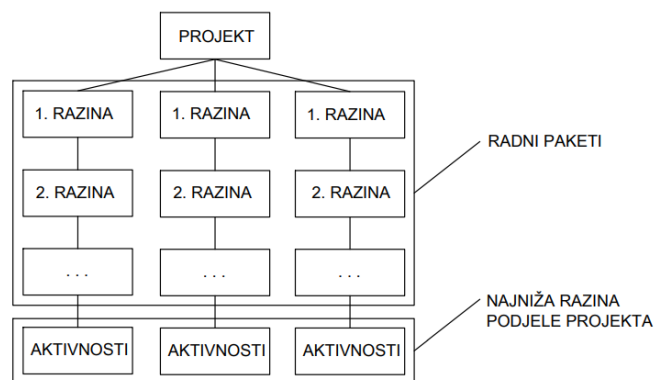 PROJEKT
1. RAZINA
1. RAZINA
1. RAZINA
RADNI PAKETI
2. RAZINA
2. RAZINA
2. RAZINA
. . .
. . .
. . .
NAJNIŽA RAZINA
PODJELE PROJEKTA
AKTIVNOSTI
AKTIVNOSTI
AKTIVNOSTI